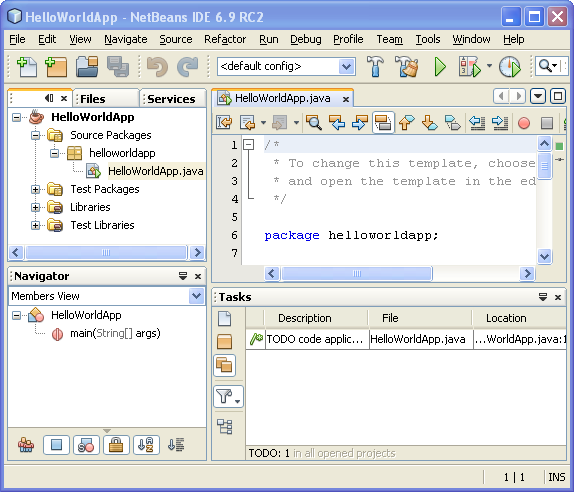 HelloWorldApp - NetBeans IDE 6.9 RC2
File Edit View Navigate Source Refactor Run Debug Profile Team Tools Window Help
<default config>
Files Services
HelloWorldApp
Source Packages
helloworldapp
HelloWorldApp.java
Test Packages
Libraries
Test Libraries
HelloWorldApp.java
1 /*
2 * To change this template, choose
3 * and open the template in the ed
4 */
5
6 package helloworldapp;
7
Navigator
Members View
HelloWorldApp
main(String[] args)
Tasks
Description File Location
TODO code applic... HelloWorldApp.java ...WorldApp.java:1
TODO: 1 in all opened projects
1 | 1 INS